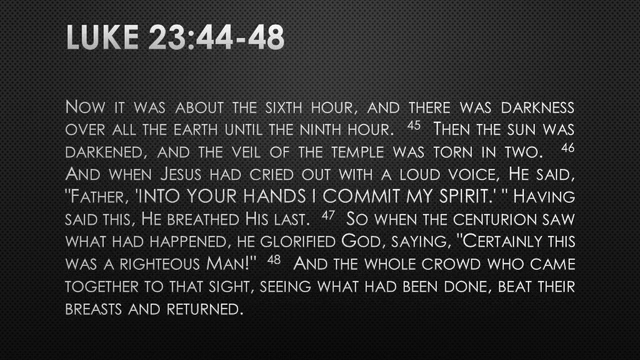 LUKE 23:44-48
NOW IT WAS ABOUT THE SIXTH HOUR, AND THERE WAS DARKNESS
OVER ALL THE EARTH UNTIL THE NINTH HOUR. 45 THEN THE SUN WAS
DARKENED, AND THE VEIL OF THE TEMPLE WAS TORN IN TWO. 46
AND WHEN JESUS HAD CRIED OUT WITH A LOUD VOICE, HE SAID,
"FATHER, 'INTO YOUR HANDS I COMMIT MY SPIRIT.' " HAVING
SAID THIS, HE BREATHED HIS LAST. 47 SO WHEN THE CENTURION SAW
WHAT HAD HAPPENED, HE GLORIFIED GOD, SAYING, "CERTAINLY THIS
WAS A RIGHTEOUS MAN!" 48 AND THE WHOLE CROWD WHO CAME
TOGETHER TO THAT SIGHT, SEEING WHAT HAD BEEN DONE, BEAT THEIR
BREASTS AND RETURNED.